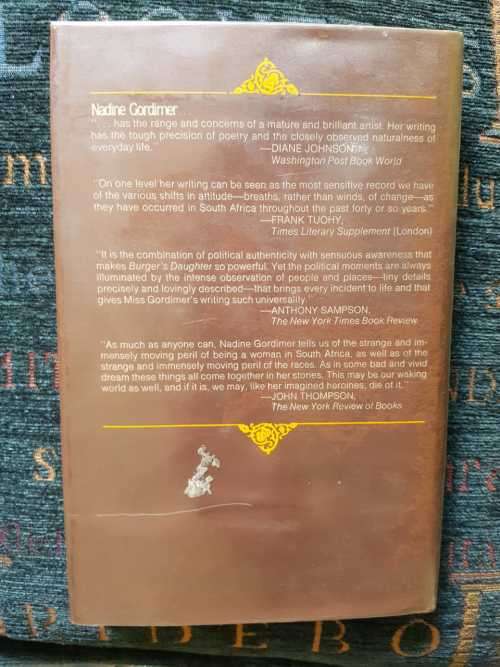 Nadine Gordimer
". . . has the range and concerns of a mature and brilliant artist. Her writing
has the tough precision of poetry and the closely observed naturalness of
everyday life."
—DIANE JOHNSON,
Washington Post Book World
"On one level her writing can be seen as the most sensitive record we have
of the various shifts in attitude—breaths, rather than winds, of change—as
they have occurred in South Africa throughout the past forty or so years."
—FRANK TUOHY,
Times Literary Supplement (London)
"It is the combination of political authenticity with sensuous awareness that
makes Burger's Daughter so powerful. Yet the political moments are always
illuminated by the intense observation of people and places—tiny details
precisely and lovingly described—that brings every incident to life and that
gives Miss Gordimer's writing such universality."
—ANTHONY SAMPSON,
The New York Times Book Review
"As much as anyone can, Nadine Gordimer tells us of the strange and im-
mensely moving peril of being a woman in South Africa, as well as of the
strange and immensely moving peril of the races. As in some bad and vivid
dream these things all come together in her stories. This may be our waking
world as well, and if it is, we may, like her imagined heroines, die of it."
—JOHN THOMPSON,
The New York Review of Books